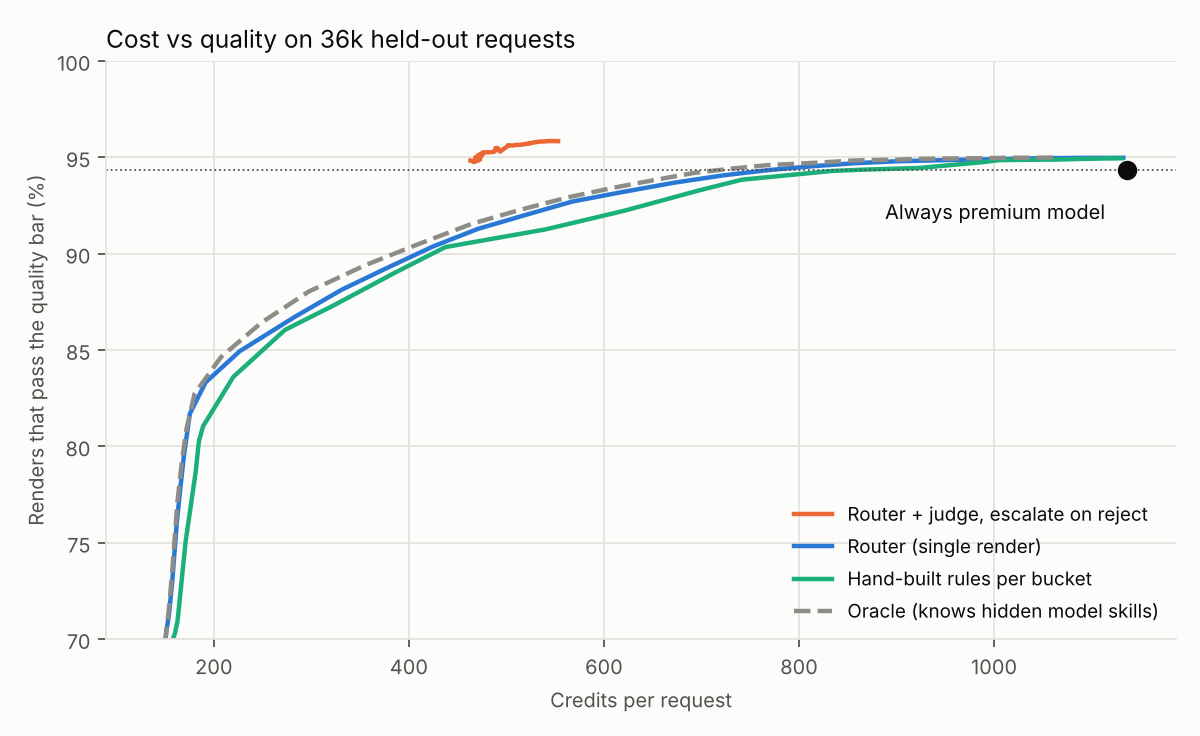 Cost vs quality on 36k held-out requests
Renders that pass the quality bar (%)
100
95
90
85
80
75
70
Always premium model
Router + judge, escalate on reject
Router (single render)
Hand-built rules per bucket
Oracle (knows hidden model skills)
200 400 600 800 1000
Credits per request